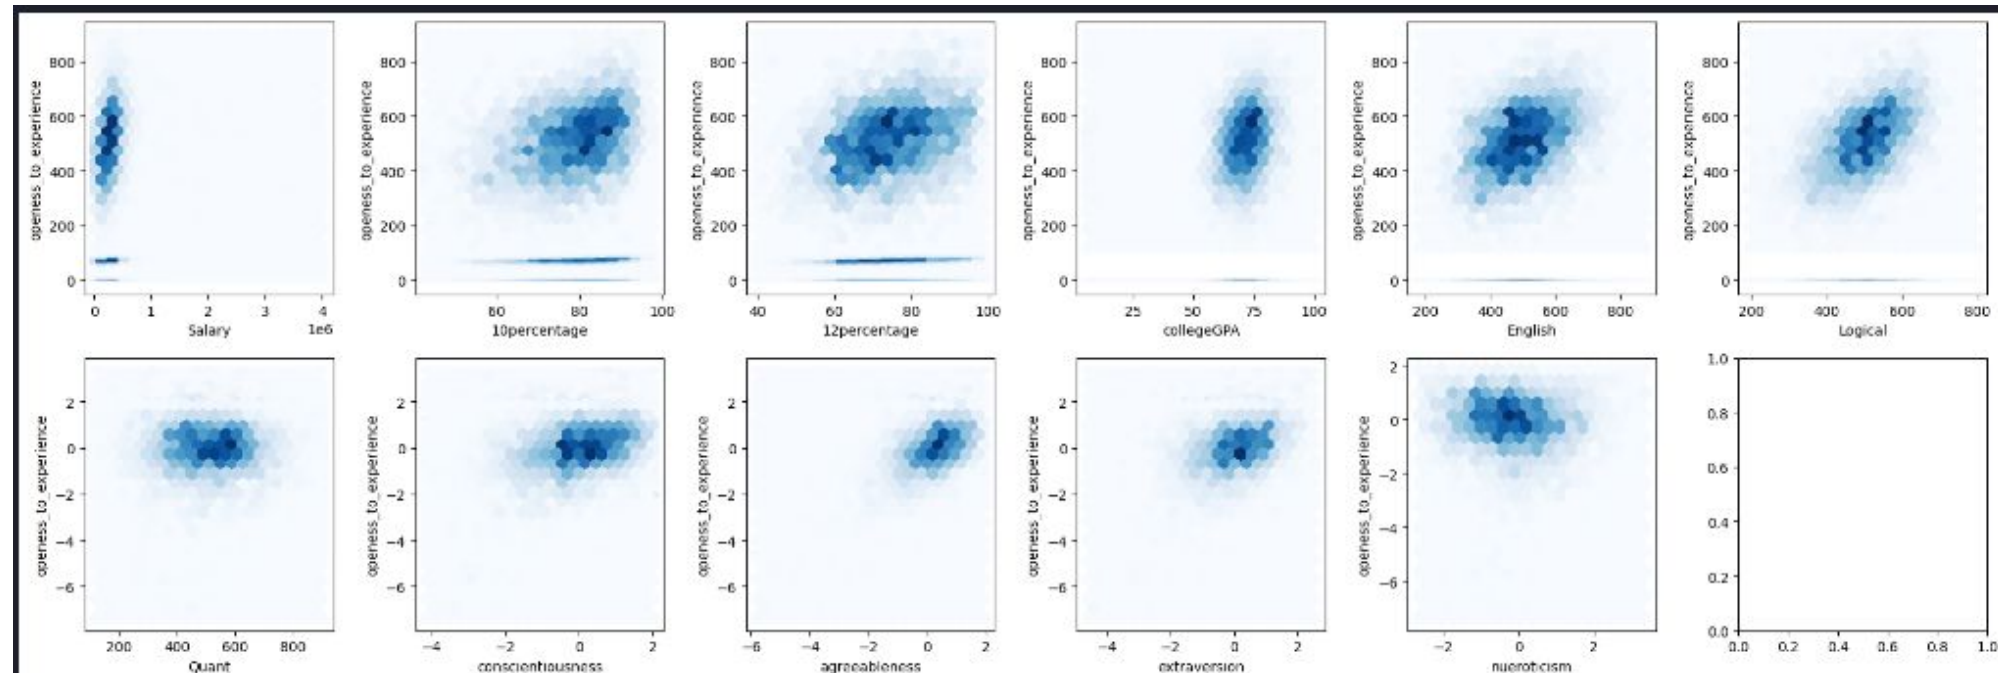 openess_to_experience
800
600
400
200
0
0 1 2 3 4
1e6
Salary
openess_to_experience
800
600
400
200
0
60 80 100
10percentage
openess_to_experience
800
600
400
200
0
40 60 80 100
12percentage
openess_to_experience
800
600
400
200
0
25 50 75 100
collegeGPA
openess_to_experience
800
600
400
200
0
200 400 600 800
English
openess_to_experience
800
600
400
200
0
200 400 600 800
Logical
openess_to_experience
2
0
−2
−4
−6
200 400 600 800
Quant
openess_to_experience
2
0
−2
−4
−6
−4 −2 0 2
conscientiousness
openess_to_experience
2
0
−2
−4
−6
−6 −4 −2 0 2
agreeableness
openess_to_experience
2
0
−2
−4
−6
−4 −2 0 2
extraversion
openess_to_experience
2
0
−2
−4
−6
−2 0 2
nueroticism
1.0
0.8
0.6
0.4
0.2
0.0
0.0 0.2 0.4 0.6 0.8 1.0